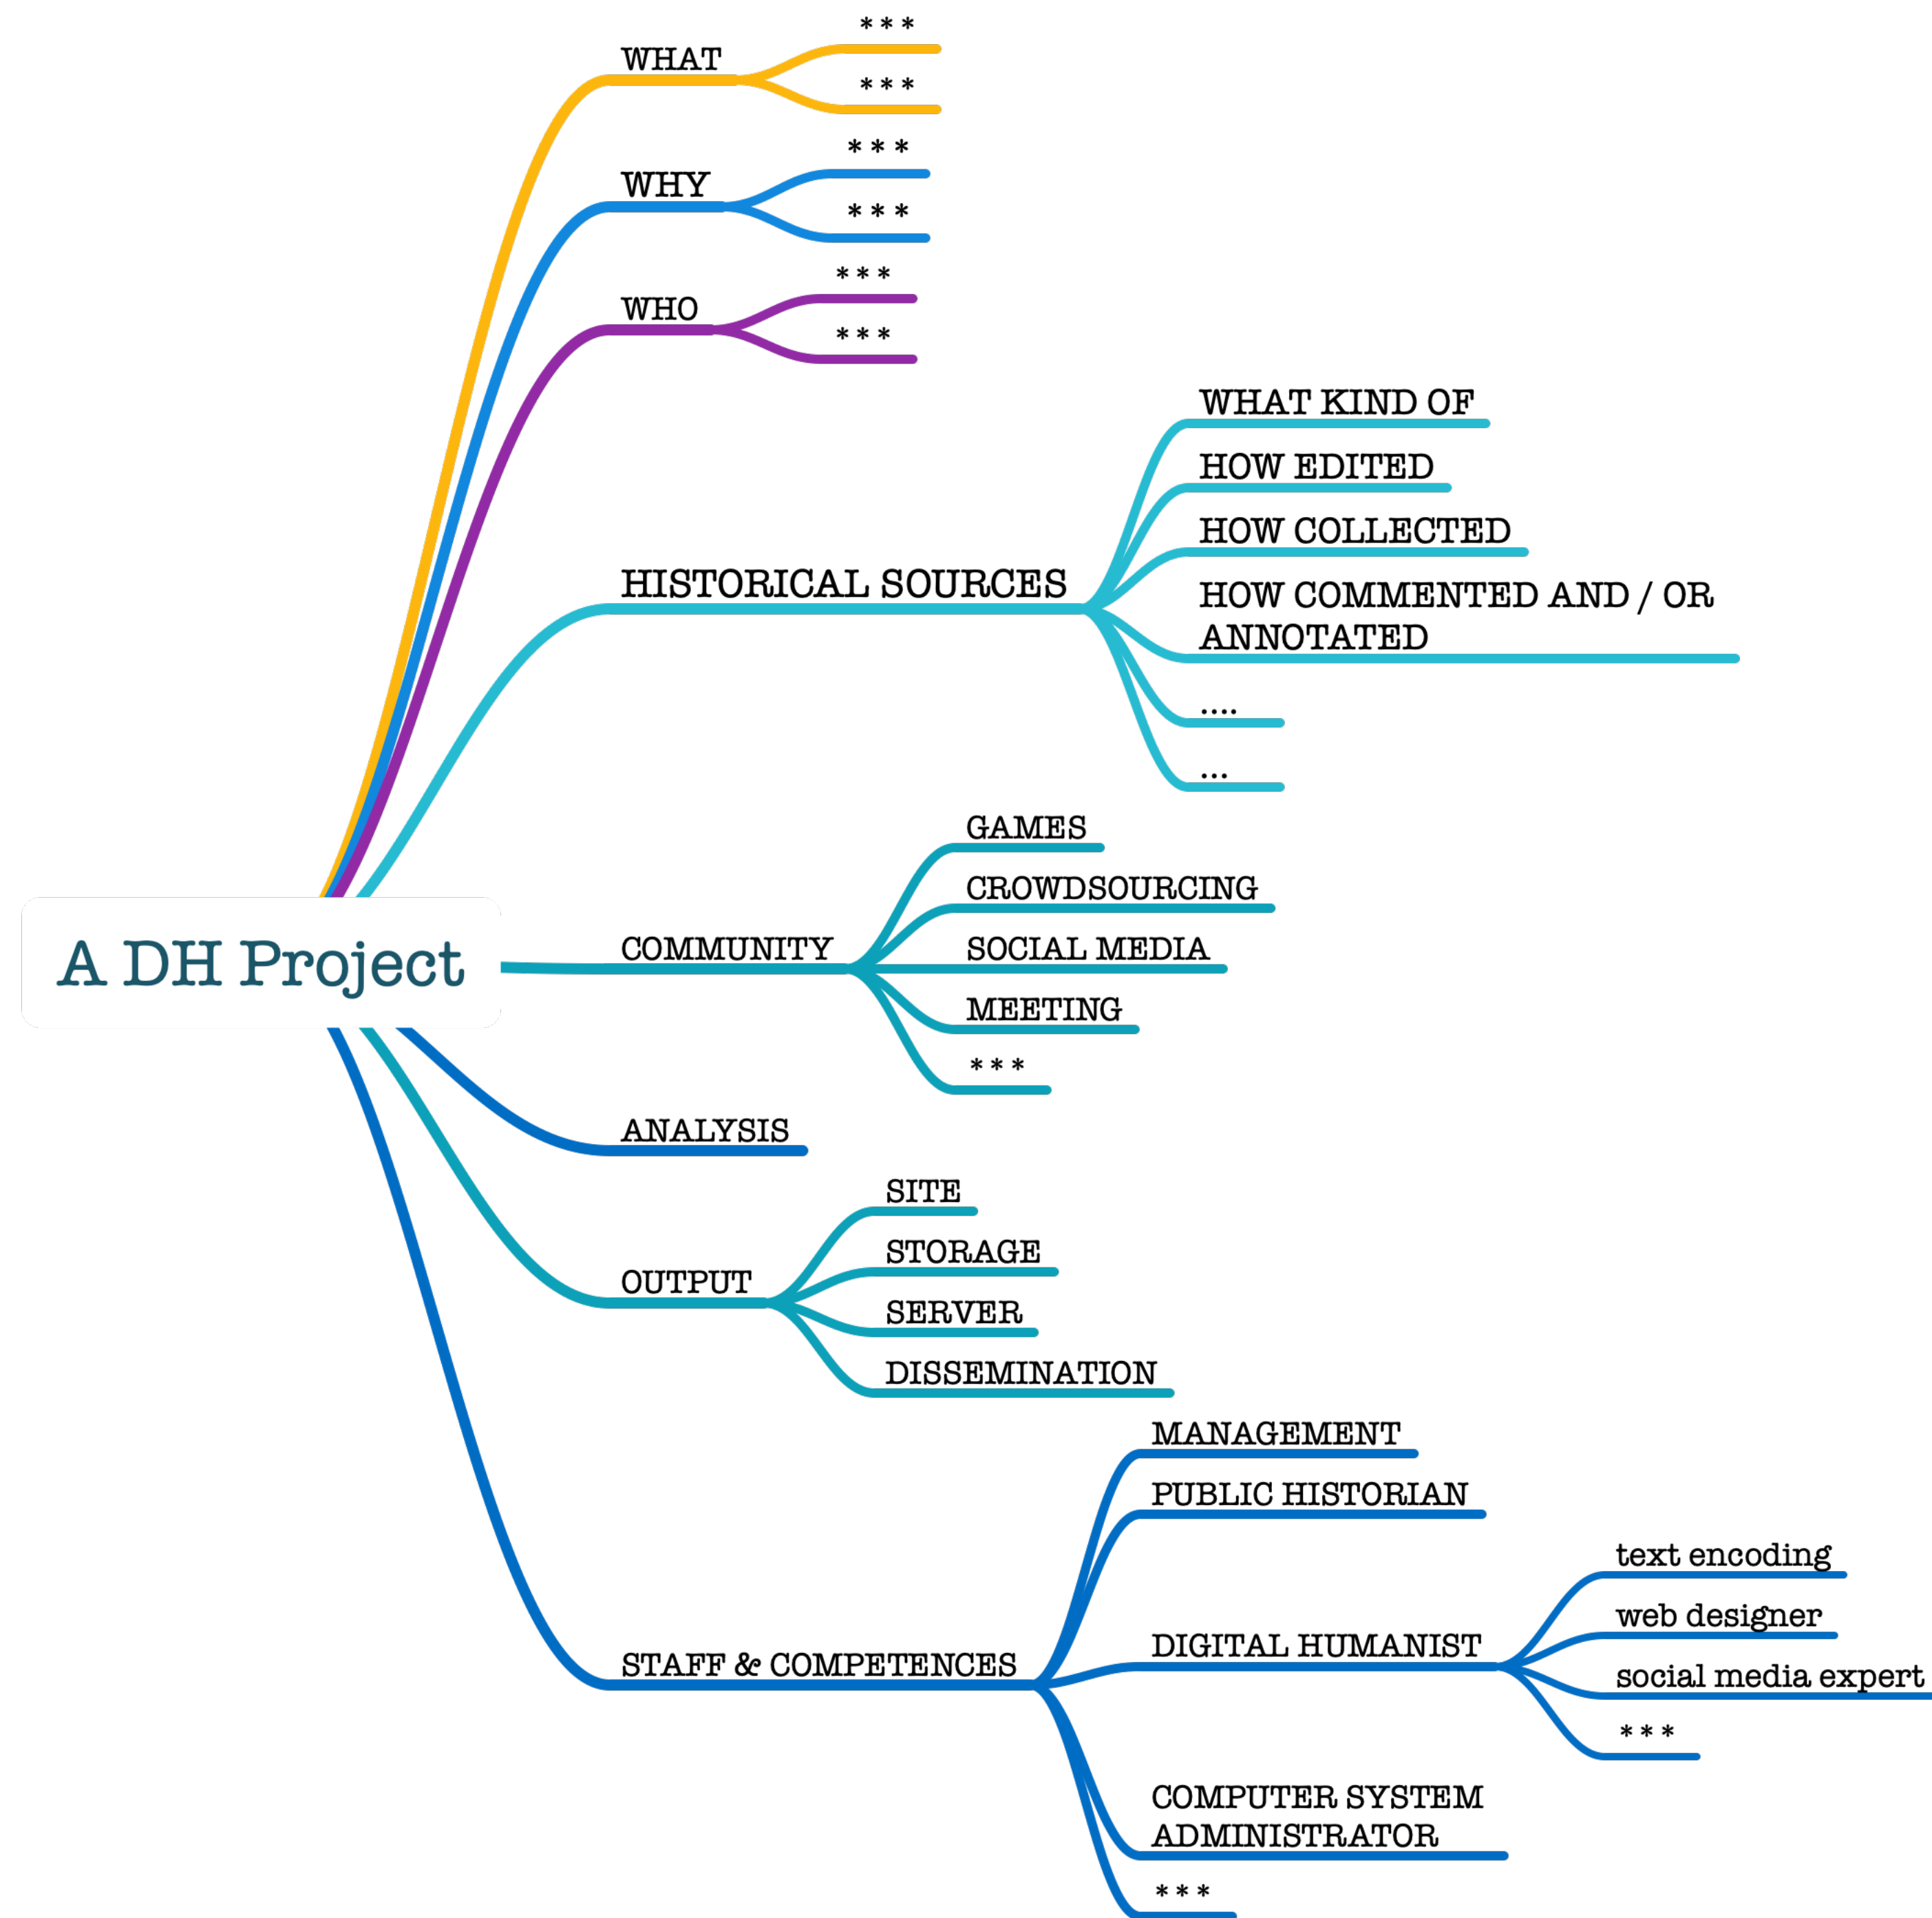 A DH Project
WHAT
***
***
WHY
***
***
WHO
***
***
HISTORICAL SOURCES
WHAT KIND OF
HOW EDITED
HOW COLLECTED
HOW COMMENTED AND / OR
ANNOTATED
....
...
COMMUNITY
GAMES
CROWDSOURCING
SOCIAL MEDIA
MEETING
***
ANALYSIS
OUTPUT
SITE
STORAGE
SERVER
DISSEMINATION
STAFF & COMPETENCES
MANAGEMENT
PUBLIC HISTORIAN
DIGITAL HUMANIST
text encoding
web designer
social media expert
***
COMPUTER SYSTEM
ADMINISTRATOR
***